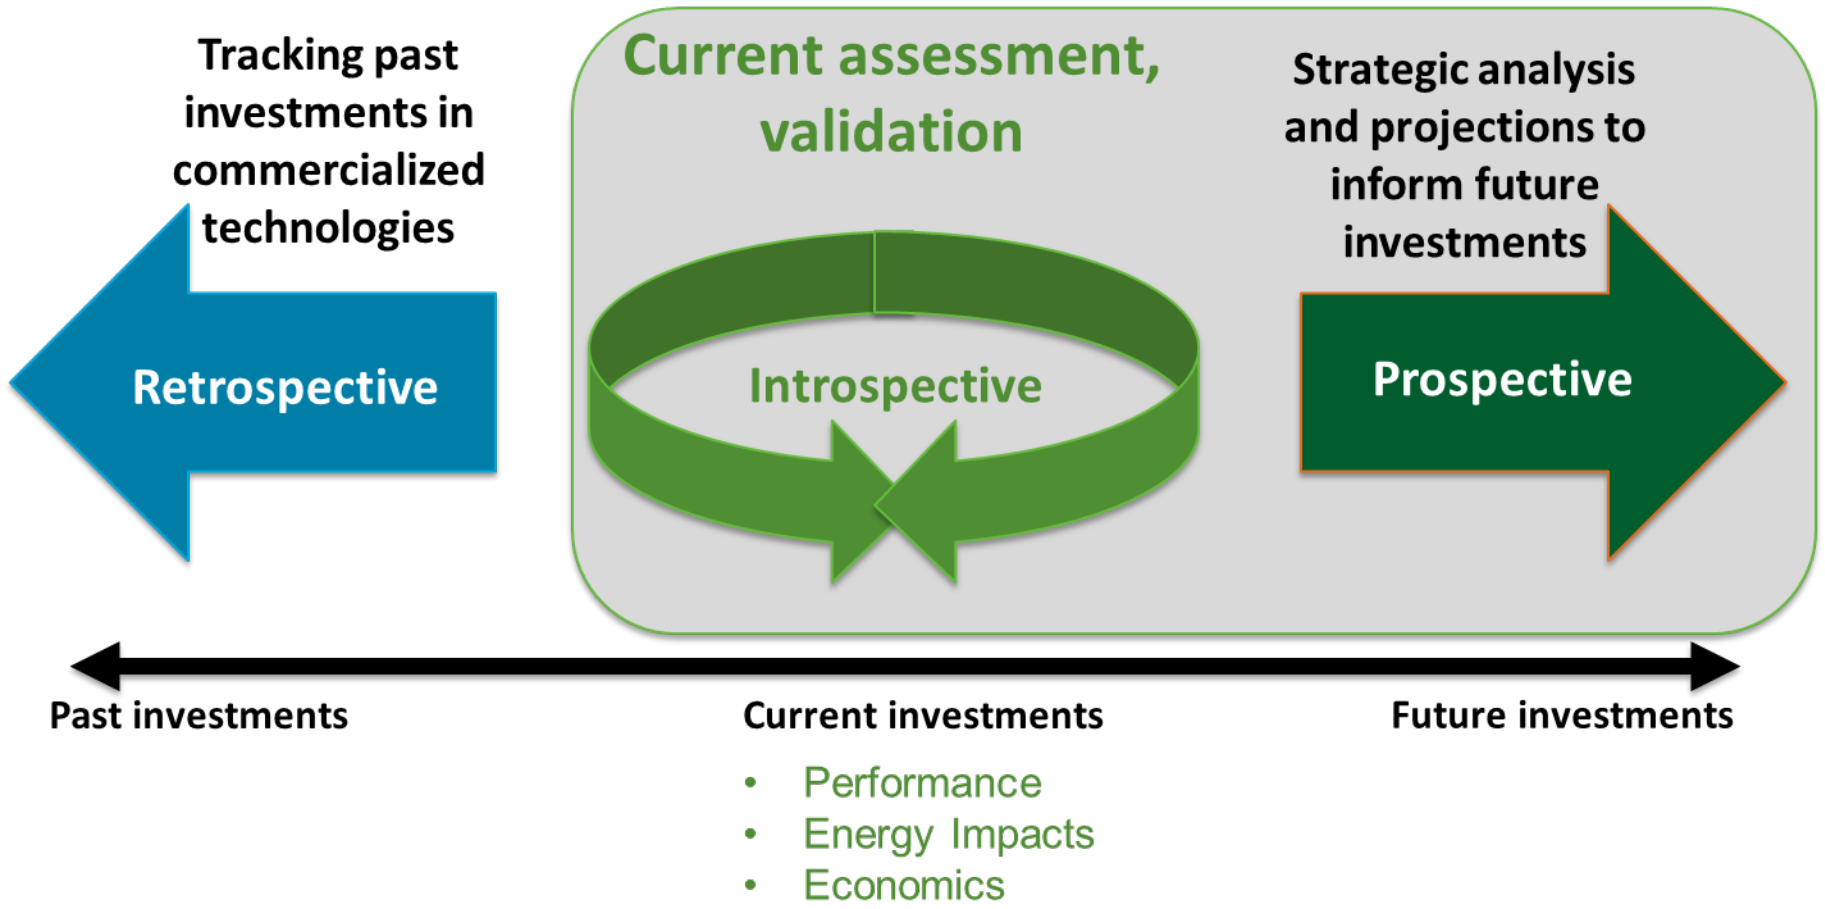 Tracking past
investments in
commercialized
technologies
Retrospective
Current assessment,
validation
Introspective
Strategic analysis
and projections to
inform future
investments
Prospective
Past investments
Current investments
Future investments
• Performance
• Energy Impacts
• Economics